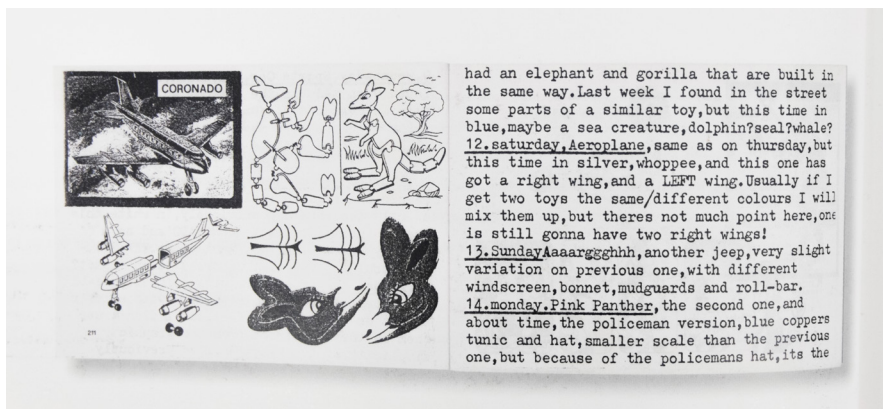 CORONADO
211
had an elephant and gorilla that are built in
the same way.Last week I found in the street
some parts of a similar toy,but this time in
blue,maybe a sea creature,dolphin?seal?whale?
12.saturday,Aeroplane,same as on thursday,but
this time in silver,whoppee,and this one has
got a right wing,and a LEFT wing.Usually if I
get two toys the same/different colours I will
mix them up,but theres not much point here,one
is still gonna have two right wings!
13.SundayAaaarggghhh,another jeep,very slight
variation on previous one,with different
windscreen,bonnet,mudguards and roll-bar.
14.monday.Pink Panther,the second one,and
about time,the policeman version,blue coppers
tunic and hat,smaller scale than the previous
one,but because of the policemans hat,its the